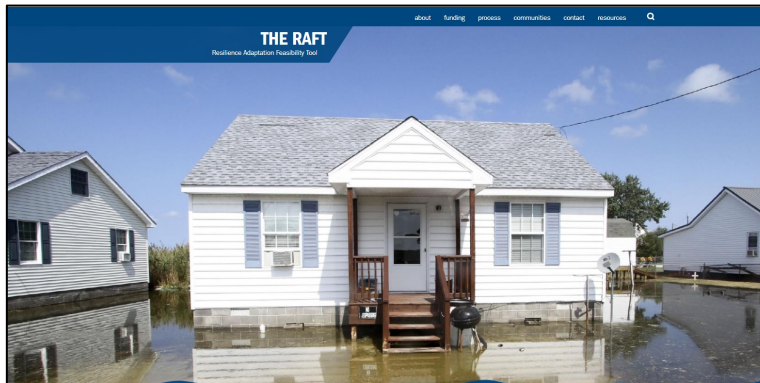 about funding process communities contact resources
THE RAFT
Resilience Adaptation Feasibility Tool